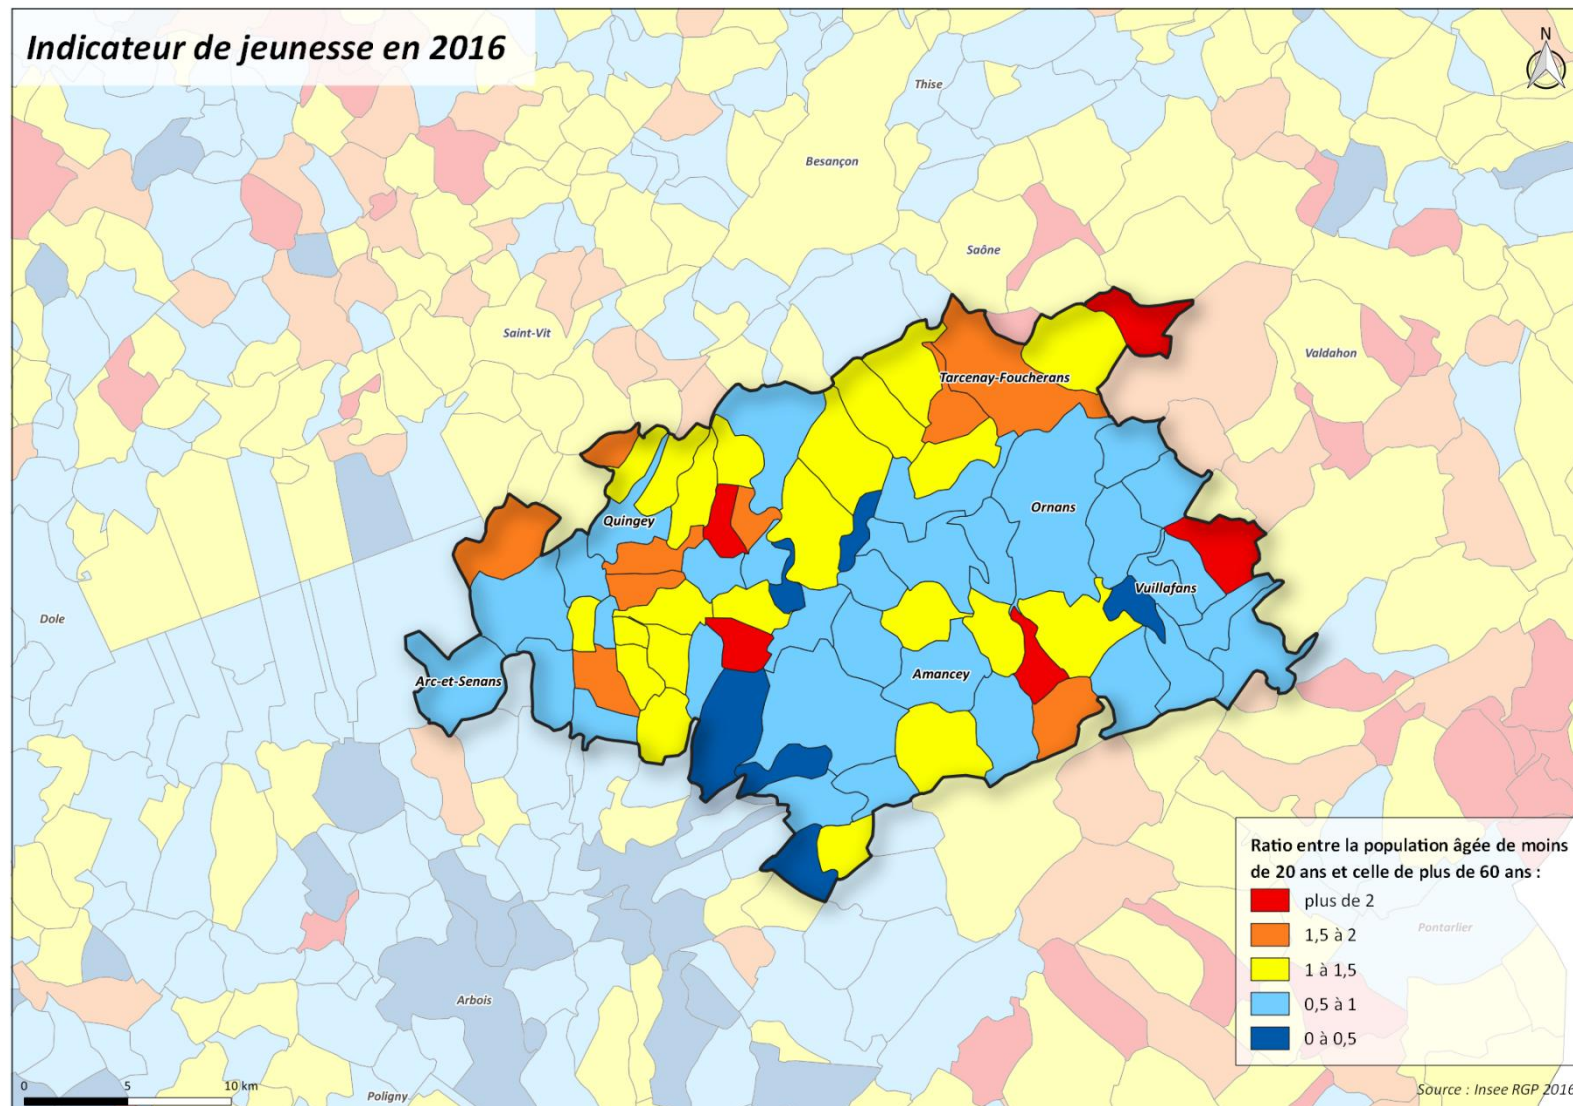 Indicateur de jeunesse en 2016
N
Thise
Besançon
Saône
Saint-Vit
Valdahon
Tarcenay-Foucherans
Ornans
Quingey
Vuillafans
Dole
Amancey
Arc-et-Senans
Ratio entre la population âgée de moins
de 20 ans et celle de plus de 60 ans :
plus de 2
1,5 à 2
Pontarlier
1 à 1,5
0,5 à 1
0 à 0,5
Arbois
0 5 10 km
Poligny
Source : Insee RGP 2016